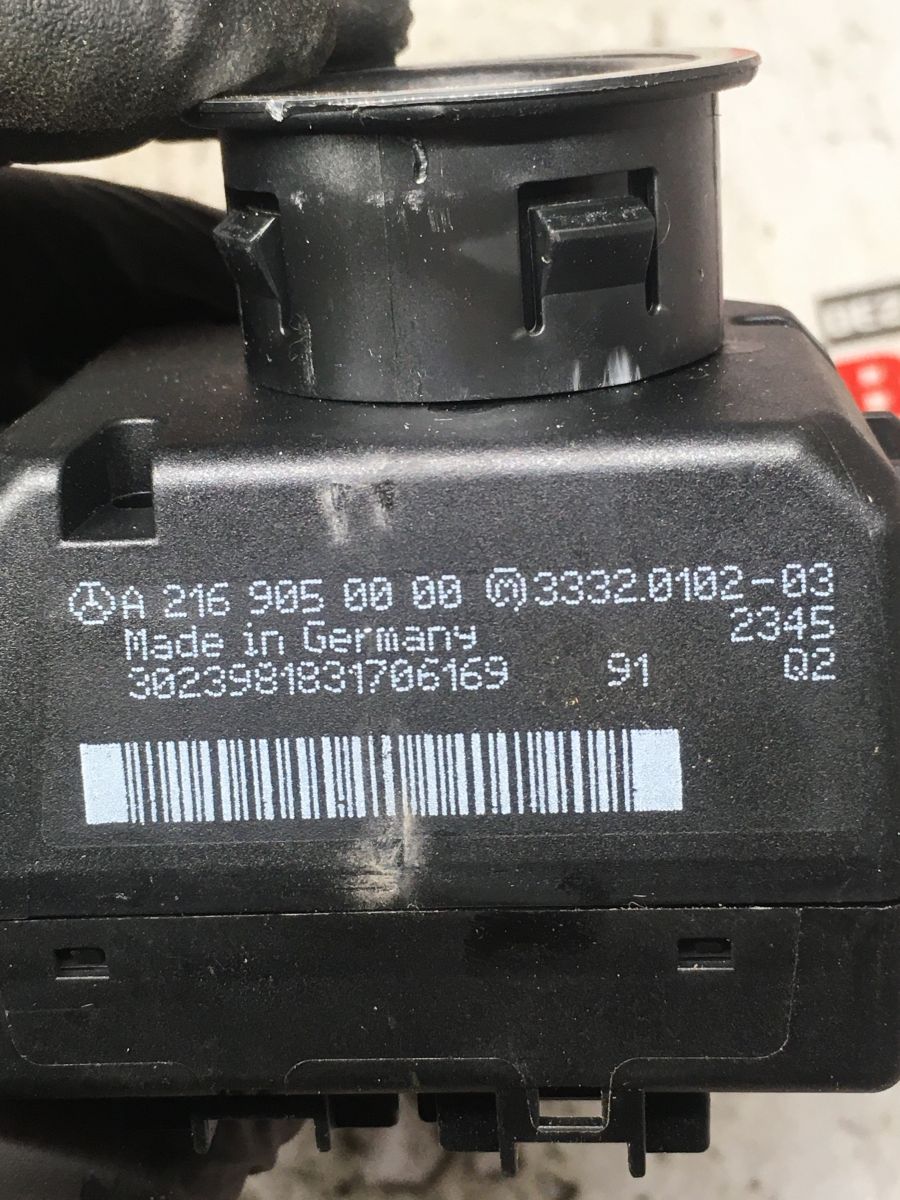 A 216 905 00 00 3332.0102-03
Made in Germany 2345
3023981831706169 91 Q2